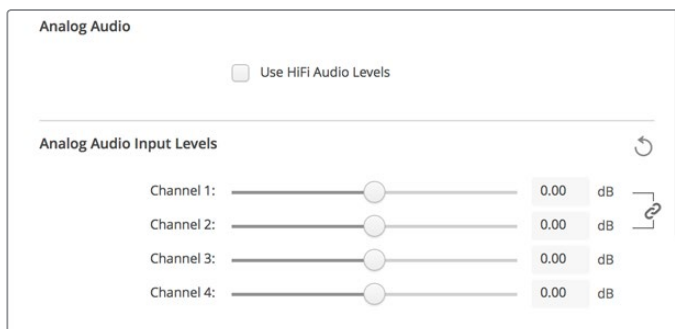 Analog Audio
Use HiFi Audio Levels
Analog Audio Input Levels
Channel 1: 0.00 dB
Channel 2: 0.00 dB
Channel 3: 0.00 dB
Channel 4: 0.00 dB